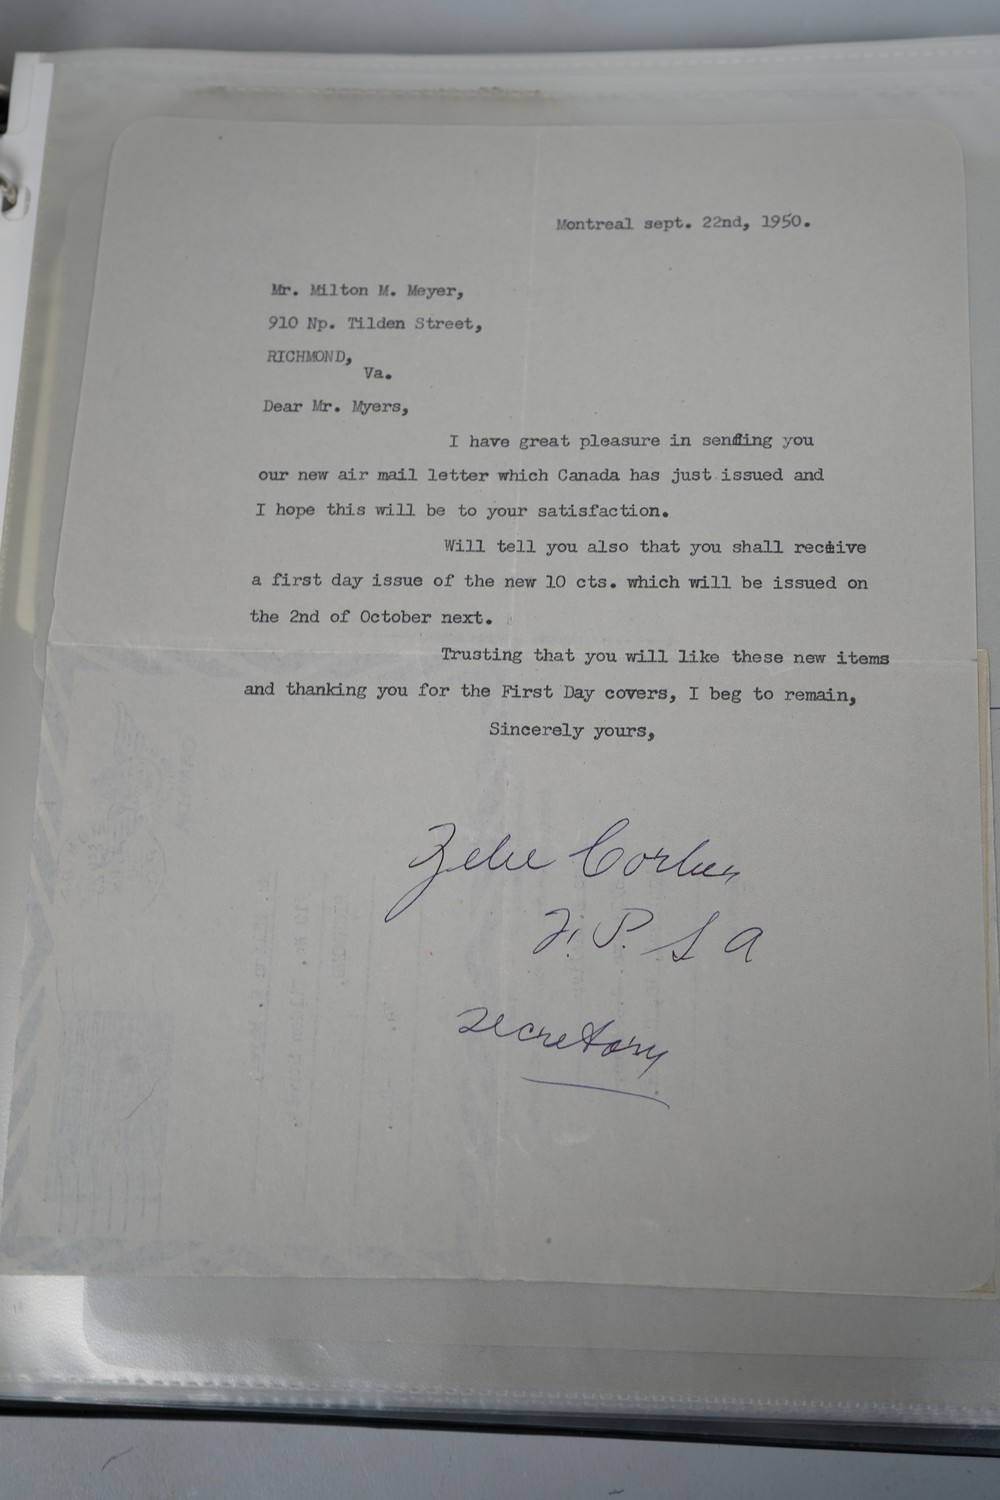 Montreal sept. 22nd, 1950.
Mr. Milton M. Meyer,
910 Np. Tilden Street,
RICHMOND,
Va.
Dear Mr. Myers,
I have great pleasure in sending you
our new air mail letter which Canada has just issued and
I hope this will be to your satisfaction.
Will tell you also that you shall receive
a first day issue of the new 10 cts. which will be issued on
the 2nd of October next.
Trusting that you will like these new items
and thanking you for the First Day covers, I beg to remain,
Sincerely yours,
P. S A
secretary